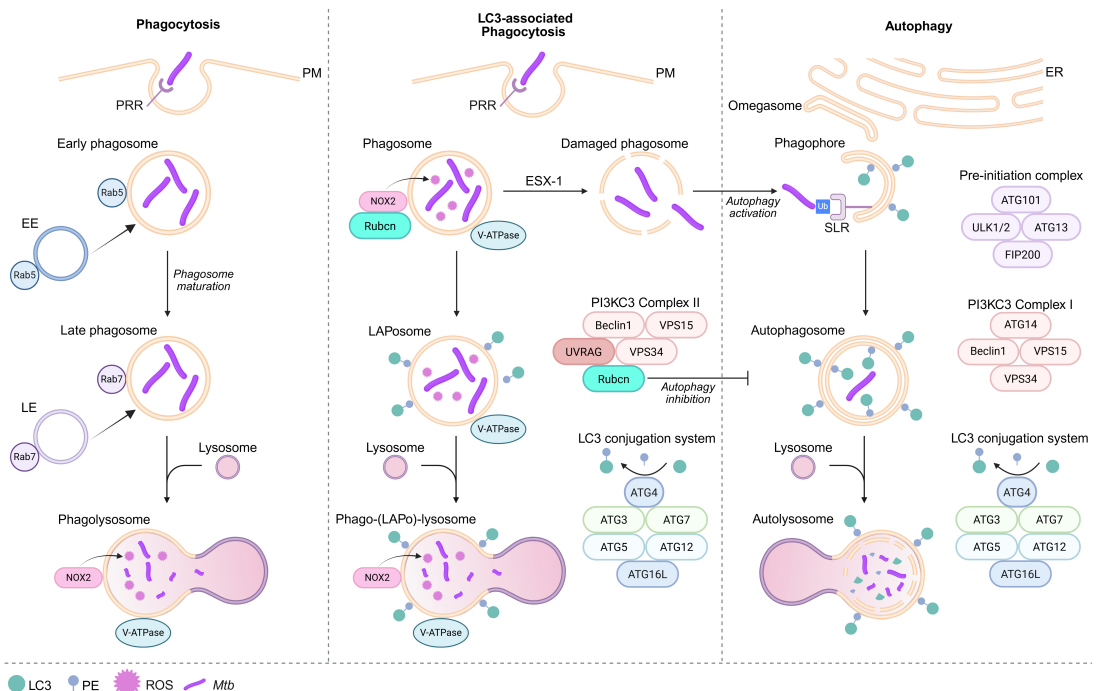 Phagocytosis
PM
PRR
Early phagosome
Rab5
EE
Rab5
Phagosome
maturation
Late phagosome
Rab7
LE
Rab7
Lysosome
Phagolysosome
NOX2
V-ATPase
LC3-associated
Phagocytosis
PM
PRR
Phagosome
NOX2
Rubcn
V-ATPase
ESX-1
Damaged phagosome
LAPosome
V-ATPase
PI3KC3 Complex II
Beclin1
VPS15
UVRAG
VPS34
Rubcn
Autophagy
inhibition
Lysosome
LC3 conjugation system
ATG4
ATG3
ATG7
ATG5
ATG12
ATG16L
Phago-(LAPo)-lysosome
NOX2
V-ATPase
Autophagy
ER
Omegasome
Phagophore
Autophagy
activation
Ub
SLR
Pre-initiation complex
ATG101
ULK1/2
ATG13
FIP200
Autophagosome
PI3KC3 Complex I
ATG14
Beclin1
VPS15
VPS34
Lysosome
LC3 conjugation system
ATG4
ATG3
ATG7
ATG5
ATG12
ATG16L
Autolysosome
LC3
PE
ROS
Mtb